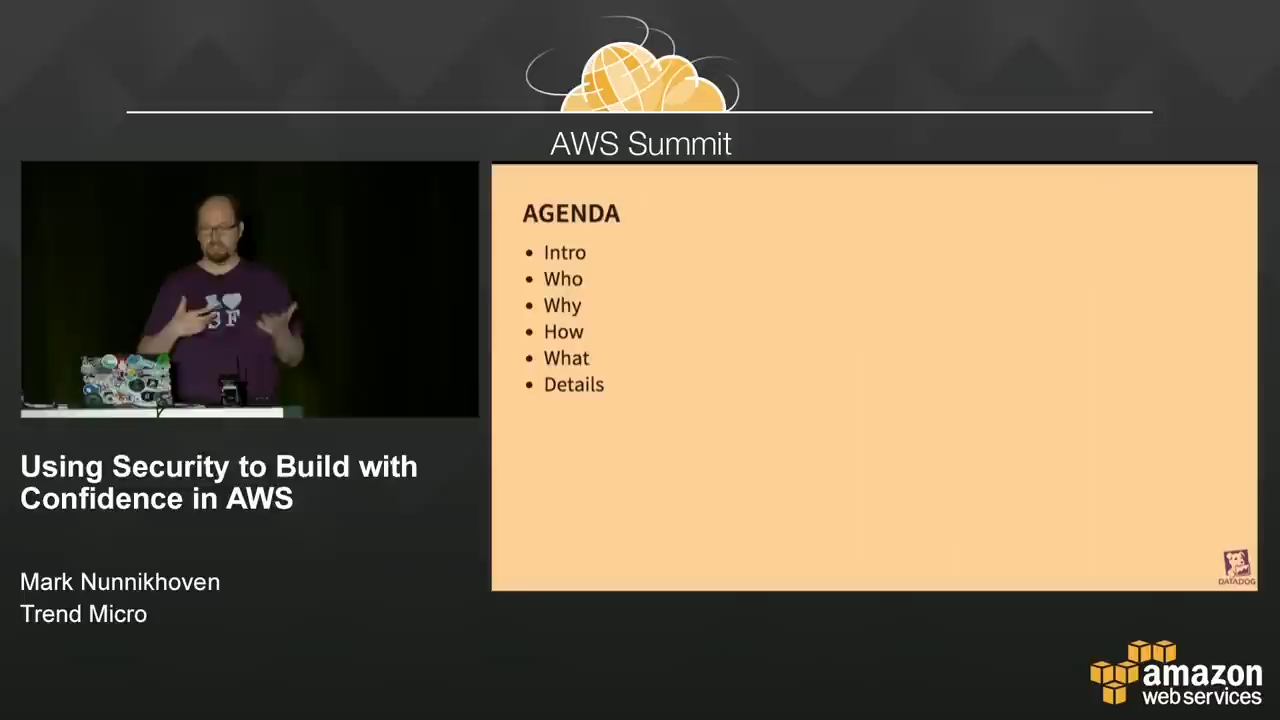 AWS Summit
AGENDA
• Intro
• Who
• Why
• How
• What
• Details
DATADOG
Using Security to Build with
Confidence in AWS
Mark Nunnikhoven
Trend Micro
amazon
web services